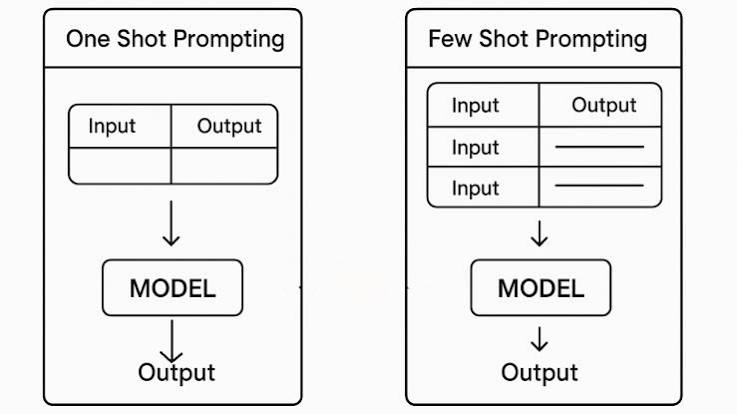 One Shot Prompting
Input Output
MODEL
Output
Few Shot Prompting
Input Output
Input
Input
MODEL
Output